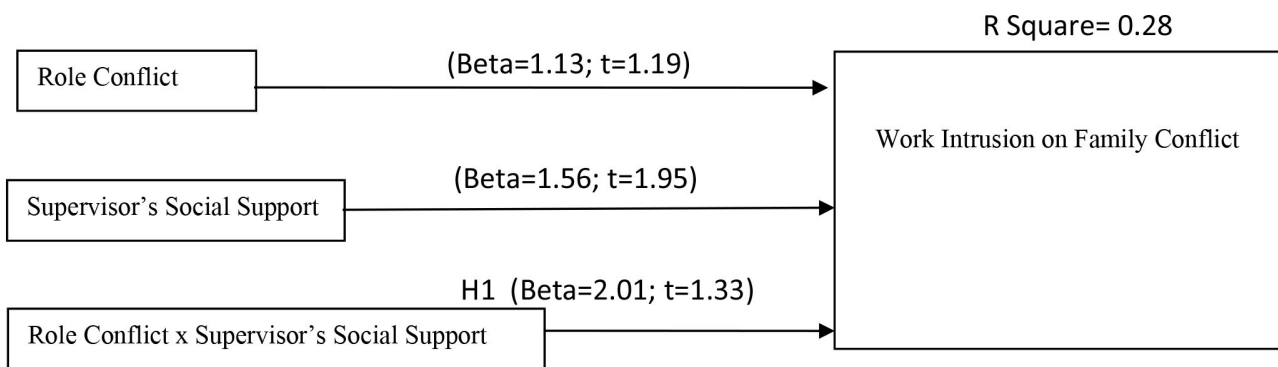 R Square= 0.28
Role Conflict
(Beta=1.13; t=1.19)
Work Intrusion on Family Conflict
Supervisor’s Social Support
(Beta=1.56; t=1.95)
H1 (Beta=2.01; t=1.33)
Role Conflict x Supervisor’s Social Support